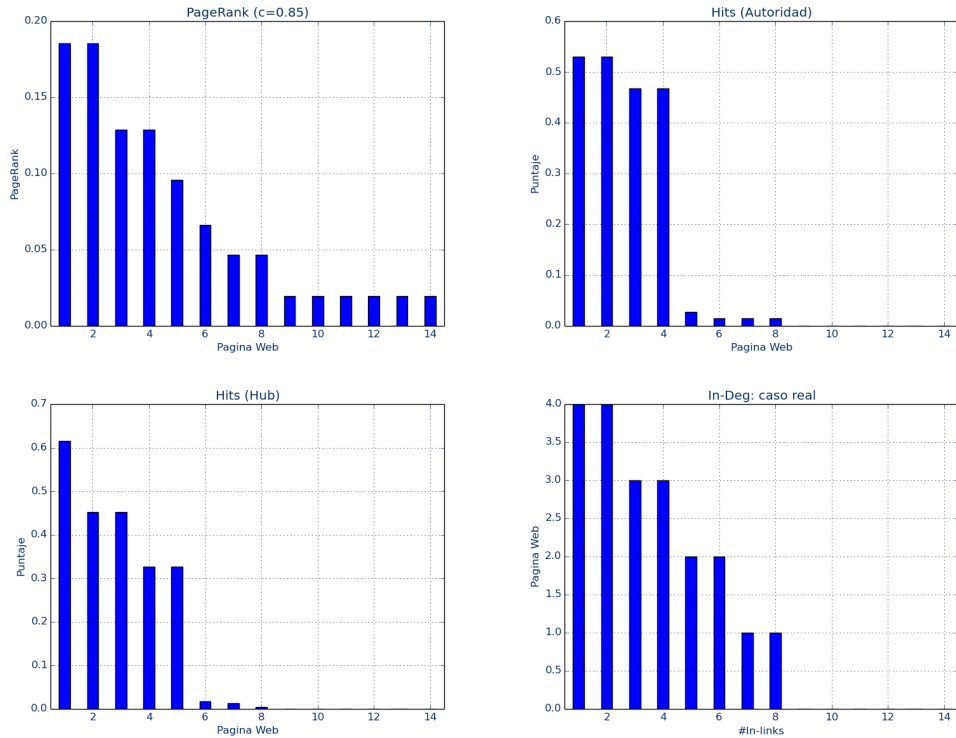 PageRank (c=0.85)
0.20
0.15
0.10
0.05
0.00
PageRank
2 4 6 8 10 12 14
Pagina Web
Hits (Autoridad)
0.6
0.5
0.4
0.3
0.2
0.1
0.0
Puntaje
2 4 6 8 10 12 14
Pagina Web
Hits (Hub)
0.7
0.6
0.5
0.4
0.3
0.2
0.1
0.0
Puntaje
2 4 6 8 10 12 14
Pagina Web
In-Deg: caso real
4.0
3.5
3.0
2.5
2.0
1.5
1.0
0.5
0.0
Pagina Web
2 4 6 8 10 12 14
#In-links